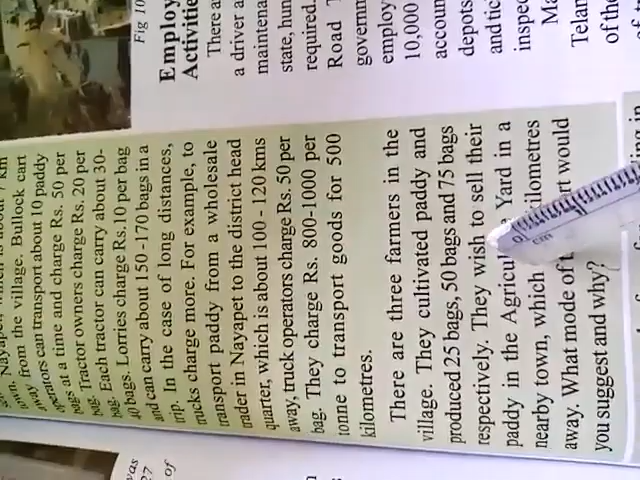 Nayapet, which is about 7 km
from the village. Bullock cart
can transport about 10 paddy
bags at a time and charge Rs. 50 per
Tractor owners charge Rs. 20 per
Each tractor can carry about 30-
40 bags. Lorries charge Rs. 10 per bag
and can carry about 150 -170 bags in a
trip. In the case of long distances,
trucks charge more. For example, to
transport paddy from a wholesale
trader in Nayapet to the district head
quarter, which is about 100 - 120 kms
away, truck operators charge Rs. 50 per
bag. They charge Rs. 800-1000 per
tonne to transport goods for 500
kilometres.
There are three farmers in the
village. They cultivated paddy and
produced 25 bags, 50 bags and 75 bags
respectively. They wish to sell their
paddy in the Yard in a
nearby town, which
away. What mode of would
you suggest and why?
Fig 10
Employ
Activitie
There a
a driver a
maintena
state, hun
required.
Road T
governm
employ
10,000
accoun
depots
and tic
inspec
Ma
Telan
of the